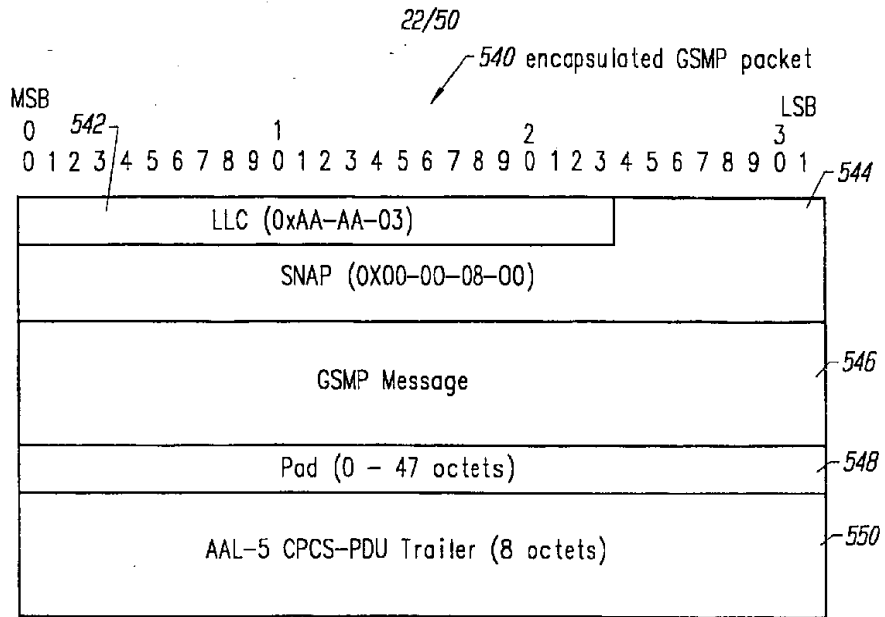 22/50
540 encapsulated GSMP packet
MSB LSB
0 542 1 2 3
0 1 2 3 4 5 6 7 8 9 0 1 2 3 4 5 6 7 8 9 0 1 2 3 4 5 6 7 8 9 0 1
544
LLC (0xAA-AA-03)
SNAP (0X00-00-08-00)
GSMP Message 546
Pad (0 - 47 octets) 548
AAL-5 CPCS-PDU Trailer (8 octets) 550